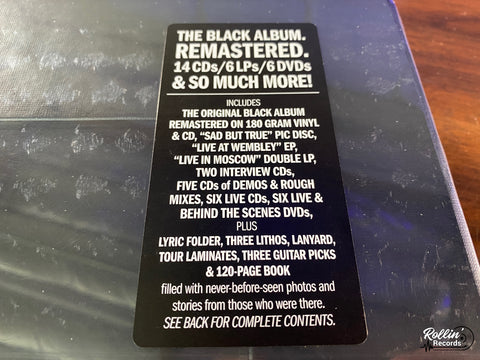 THE BLACK ALBUM.
REMASTERED.
14 CDs/6 LPs/6 DVDs
& SO MUCH MORE!
INCLUDES
THE ORIGINAL BLACK ALBUM
REMASTERED ON 180 GRAM VINYL
& CD, “SAD BUT TRUE” PIC DISC,
“LIVE AT WEMBLEY” EP,
“LIVE IN MOSCOW” DOUBLE LP,
TWO INTERVIEW CDs,
FIVE CDs of DEMOS & ROUGH
MIXES, SIX LIVE CDs, SIX LIVE &
BEHIND THE SCENES DVDs,
PLUS
LYRIC FOLDER, THREE LITHOS, LANYARD,
TOUR LAMINATES, THREE GUITAR PICKS
& 120-PAGE BOOK
filled with never-before-seen photos and
stories from those who were there.
SEE BACK FOR COMPLETE CONTENTS.
Rollin'
Records